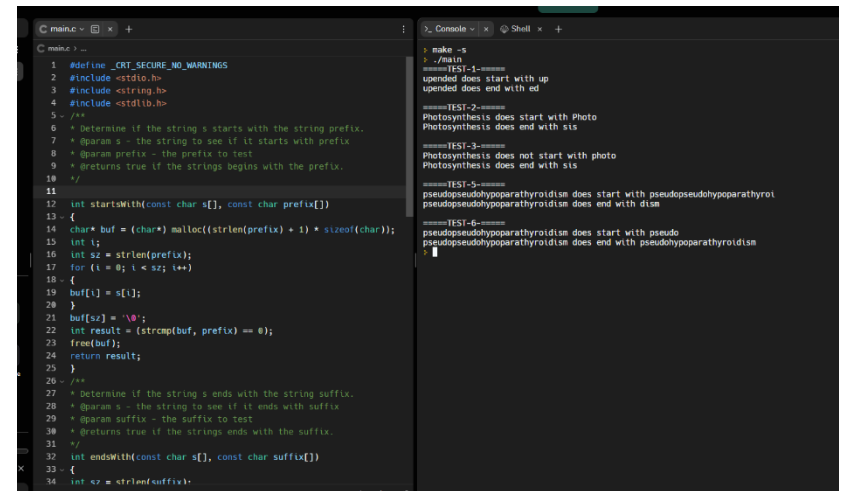 main.c
main.c > ...
1 #define _CRT_SECURE_NO_WARNINGS
2 #include <stdio.h>
3 #include <string.h>
4 #include <stdlib.h>
5 /**
6 * Determine if the string s starts with the string prefix.
7 * @param s - the string to see if it starts with prefix
8 * @param prefix - the prefix to test
9 * @returns true if the strings begins with the prefix.
10 */
11
12 int startsWith(const char s[], const char prefix[])
13 {
14 char* buf = (char*) malloc((strlen(prefix) + 1) * sizeof(char));
15 int i;
16 int sz = strlen(prefix);
17 for (i = 0; i < sz; i++)
18 {
19 buf[i] = s[i];
20 }
21 buf[sz] = '\0';
22 int result = (strcmp(buf, prefix) == 0);
23 free(buf);
24 return result;
25 }
26 /**
27 * Determine if the string s ends with the string suffix.
28 * @param s - the string to see if it ends with suffix
29 * @param suffix - the suffix to test
30 * @returns true if the strings ends with the suffix.
31 */
32 int endsWith(const char s[], const char suffix[])
33 {
34 int sz = strlen(suffix);
Console
Shell
> make -s
> ./main
=====TEST-1-=====
upended does start with up
upended does end with ed
=====TEST-2-=====
Photosynthesis does start with Photo
Photosynthesis does end with sis
=====TEST-3-=====
Photosynthesis does not start with photo
Photosynthesis does end with sis
=====TEST-5-=====
pseudopseudohypoparathyroidism does start with pseudopseudohypoparathyroi
pseudopseudohypoparathyroidism does end with dism
=====TEST-6-=====
pseudopseudohypoparathyroidism does start with pseudo
pseudopseudohypoparathyroidism does end with pseudohypoparathyroidism
>